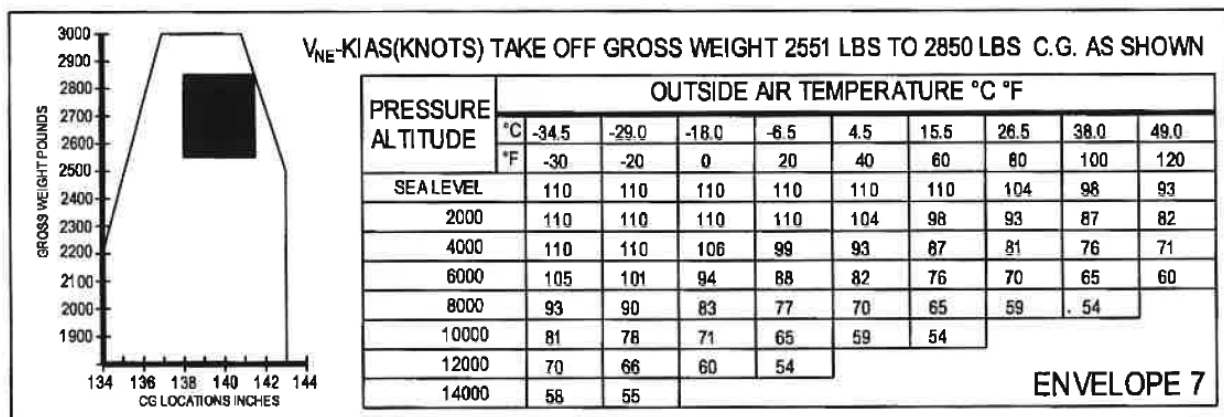 V_NE-KIAS(KNOTS) TAKE OFF GROSS WEIGHT 2551 LBS TO 2850 LBS C.G. AS SHOWN
GROSS WEIGHT POUNDS
3000
2900
2800
2700
2600
2500
2400
2300
2200
2100
2000
1900
134 136 138 140 142 144
CG LOCATIONS INCHES
PRESSURE ALTITUDE
OUTSIDE AIR TEMPERATURE °C °F
°C -34.5 -29.0 -18.0 -6.5 4.5 15.5 26.5 38.0 49.0
°F -30 -20 0 20 40 60 80 100 120
SEA LEVEL 110 110 110 110 110 110 104 98 93
2000 110 110 110 110 104 98 93 87 82
4000 110 110 106 99 93 87 81 76 71
6000 105 101 94 88 82 76 70 65 60
8000 93 90 83 77 70 65 59 54
10000 81 78 71 65 59 54
12000 70 66 60 54
14000 58 55
ENVELOPE 7